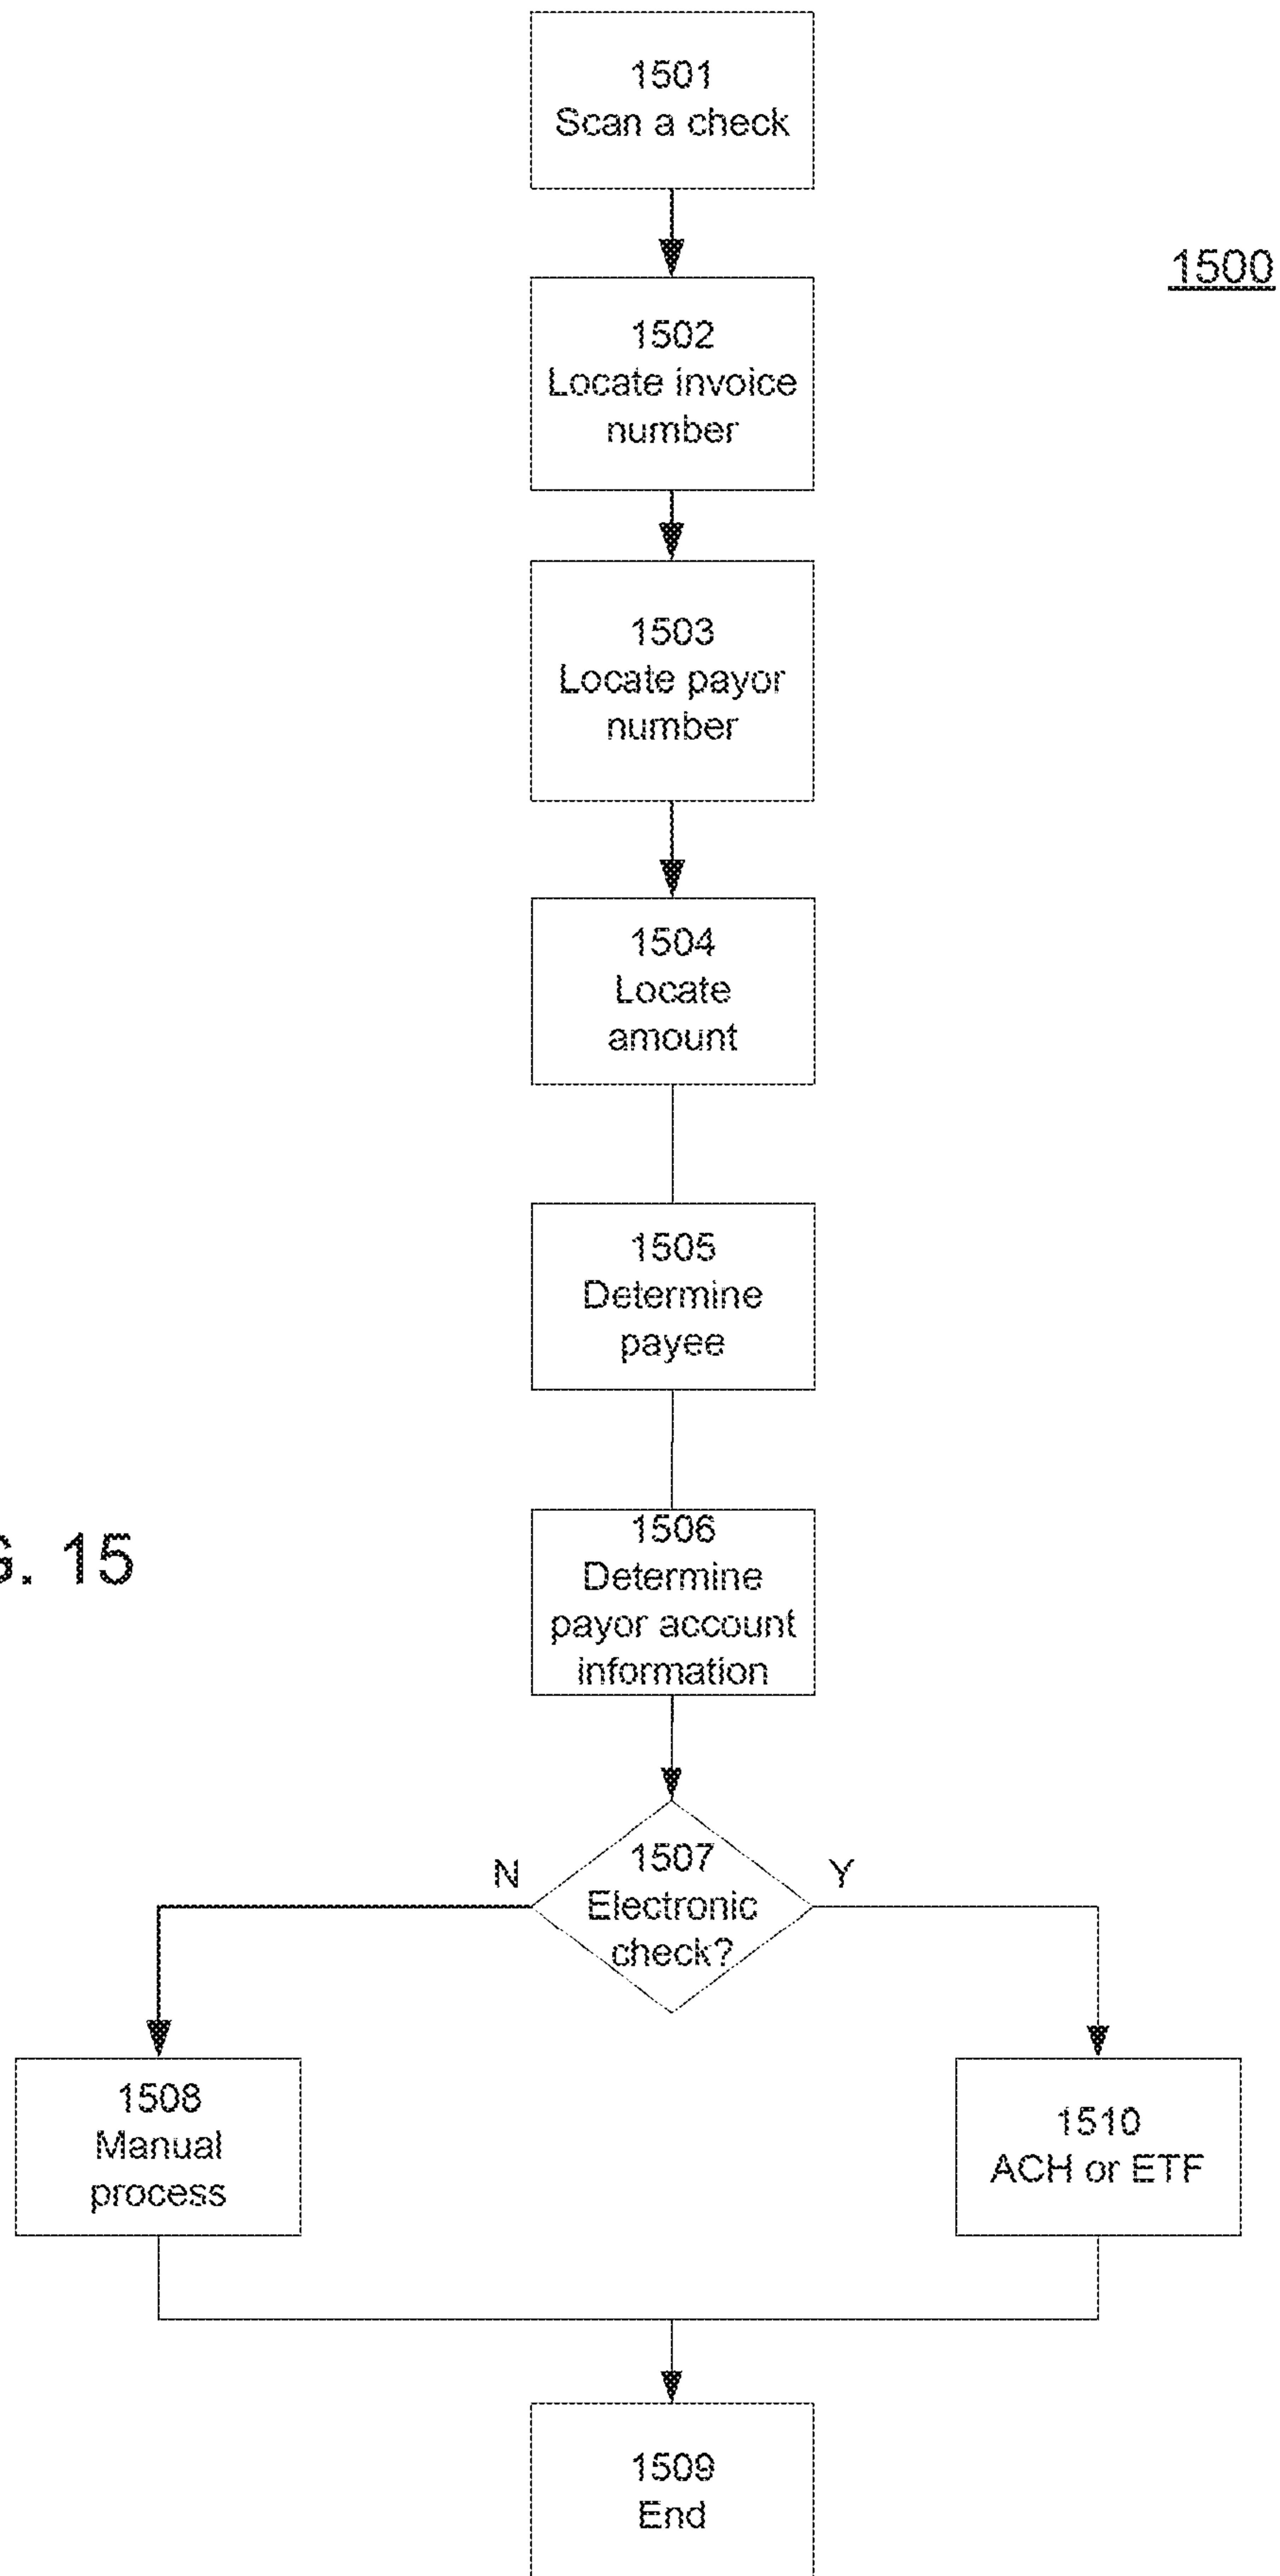 1501
Scan a check
1500
1502
Locate invoice
number
1503
Locate payor
number
1504
Locate
amount
1505
Determine
payee
G. 15
1506
Determine
payor account
information
N
1507
Electronic
check?
Y
1508
Manual
process
1510
ACH or ETF
1509
End